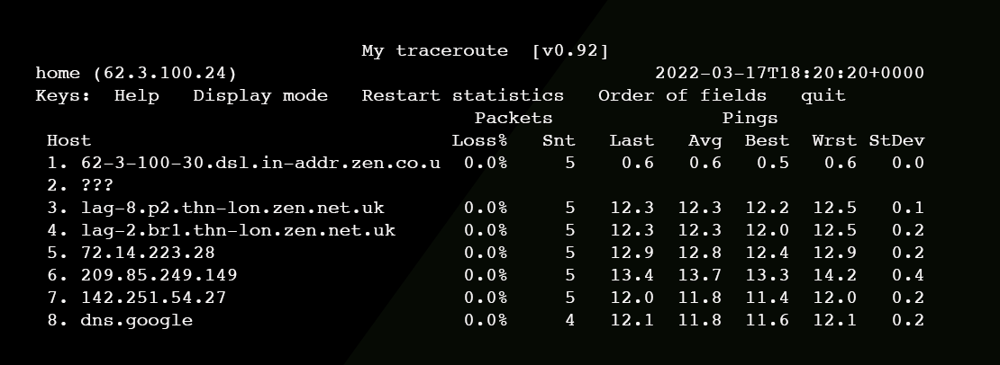 My traceroute  [v0.92]
home (62.3.100.24)                                     2022-03-17T18:20:20+0000
Keys:  Help   Display mode   Restart statistics   Order of fields   quit
                                       Packets               Pings
 Host                                Loss%   Snt   Last   Avg  Best  Wrst StDev
 1. 62-3-100-30.dsl.in-addr.zen.co.u  0.0%     5    0.6   0.6   0.5   0.6   0.0
 2. ???
 3. lag-8.p2.thn-lon.zen.net.uk       0.0%     5   12.3  12.3  12.2  12.5   0.1
 4. lag-2.br1.thn-lon.zen.net.uk      0.0%     5   12.3  12.3  12.0  12.5   0.2
 5. 72.14.223.28                      0.0%     5   12.9  12.8  12.4  12.9   0.2
 6. 209.85.249.149                    0.0%     5   13.4  13.7  13.3  14.2   0.4
 7. 142.251.54.27                     0.0%     5   12.0  11.8  11.4  12.0   0.2
 8. dns.google                        0.0%     4   12.1  11.8  11.6  12.1   0.2